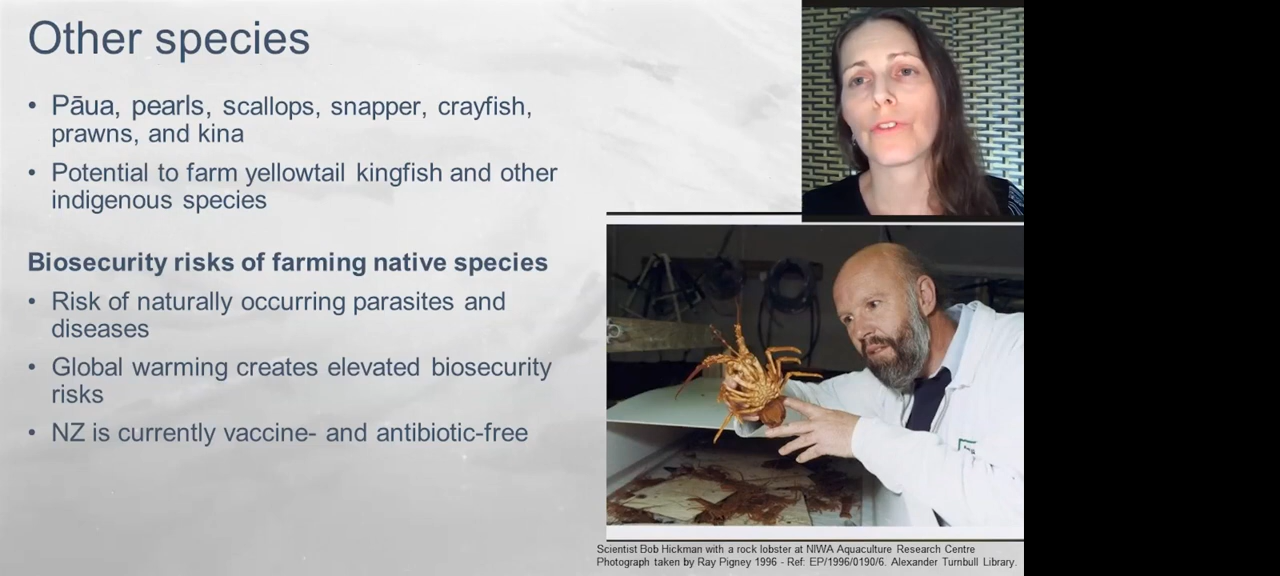 Other species
• Pāua, pearls, scallops, snapper, crayfish,
prawns, and kina
• Potential to farm yellowtail kingfish and other
indigenous species
Biosecurity risks of farming native species
• Risk of naturally occurring parasites and
diseases
• Global warming creates elevated biosecurity
risks
• NZ is currently vaccine- and antibiotic-free
Scientist Bob Hickman with a rock lobster at NIWA Aquaculture Research Centre
Photograph taken by Ray Pigney 1996 - Ref: EP/1996/0190/6. Alexander Turnbull Library.